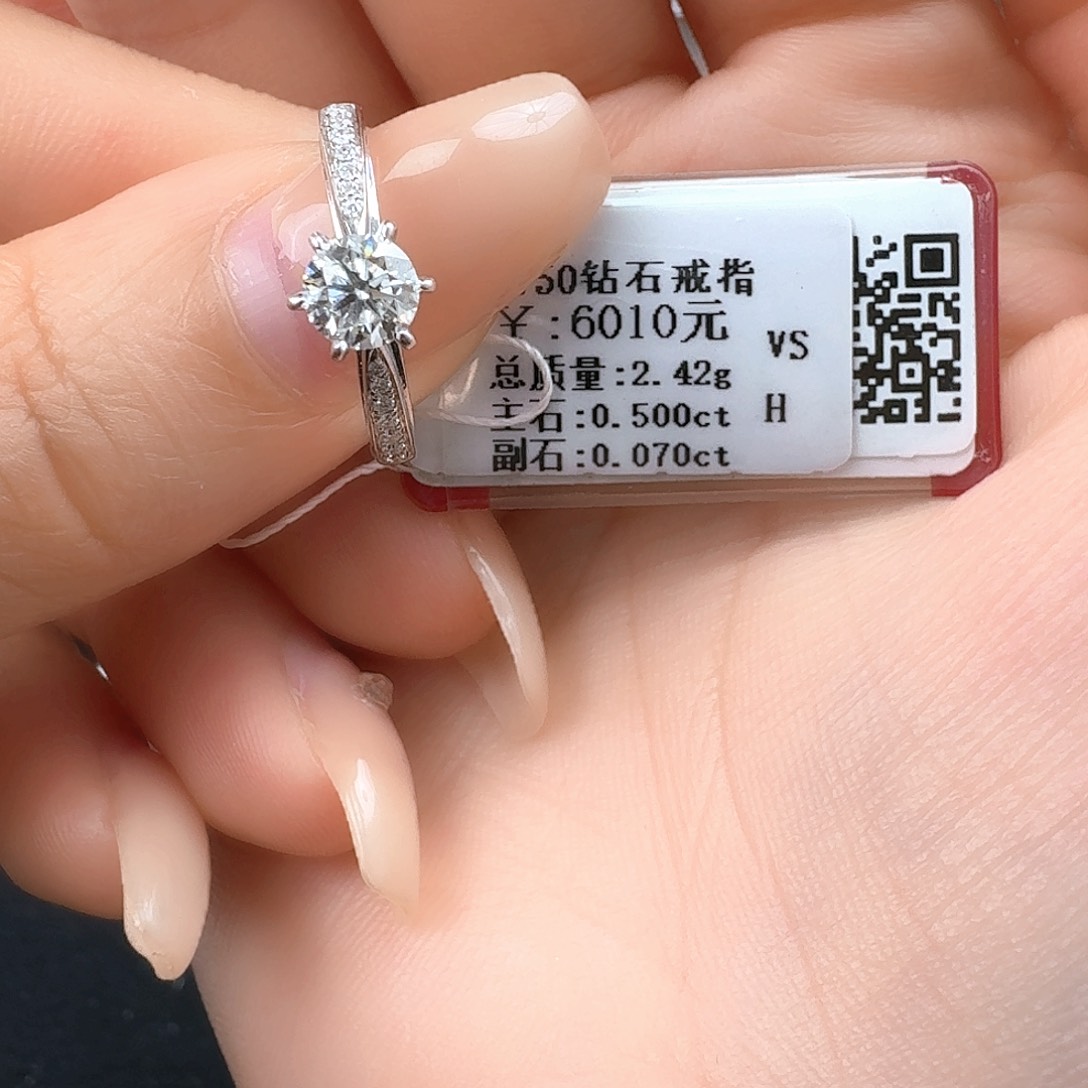 50钻石戒指
¥:6010元
VS
总质量:2.42g
主石:0.500ct
H
副石:0.070ct